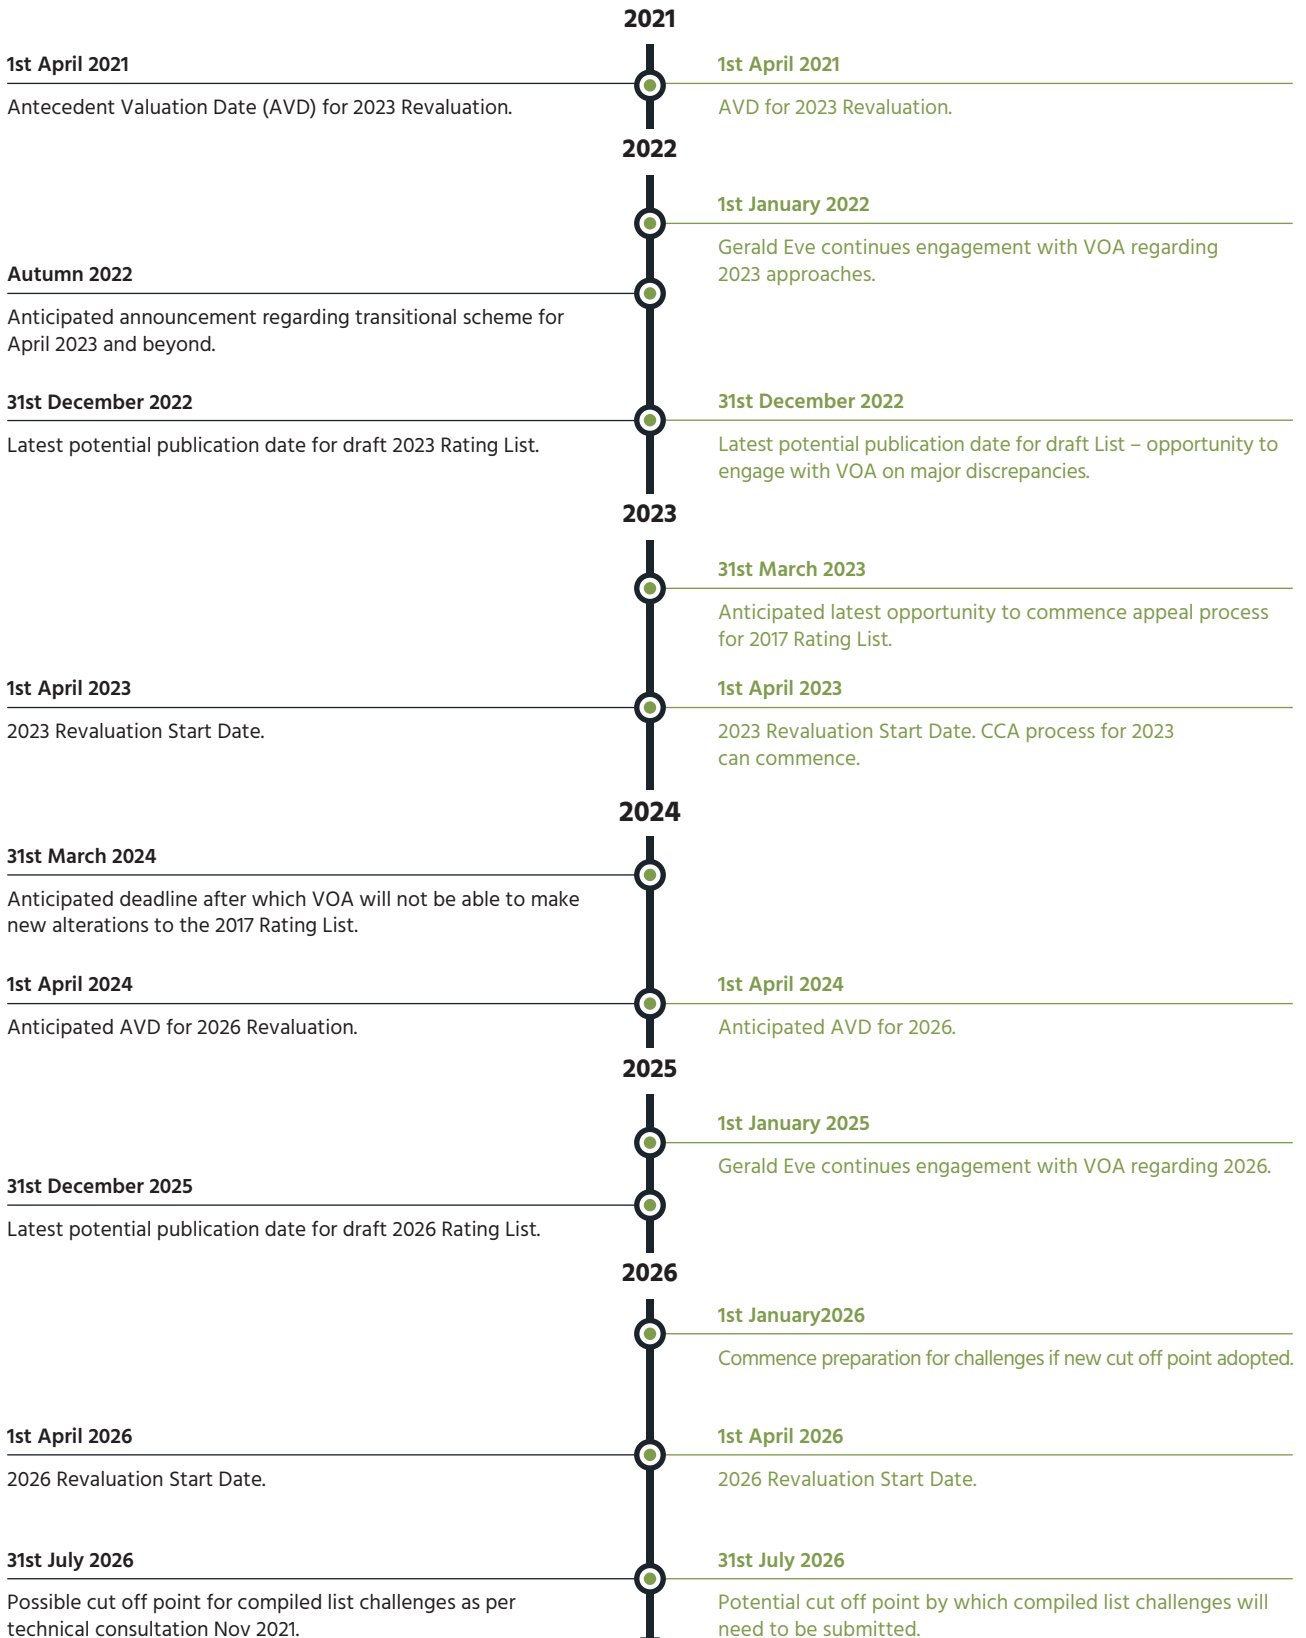 2021
1st April 2021
Antecedent Valuation Date (AVD) for 2023 Revaluation.
1st April 2021
AVD for 2023 Revaluation.
2022
1st January 2022
Gerald Eve continues engagement with VOA regarding
2023 approaches.
Autumn 2022
Anticipated announcement regarding transitional scheme for
April 2023 and beyond.
31st December 2022
Latest potential publication date for draft 2023 Rating List.
31st December 2022
Latest potential publication date for draft List – opportunity to
engage with VOA on major discrepancies.
2023
31st March 2023
Anticipated latest opportunity to commence appeal process
for 2017 Rating List.
1st April 2023
2023 Revaluation Start Date.
1st April 2023
2023 Revaluation Start Date. CCA process for 2023
can commence.
2024
31st March 2024
Anticipated deadline after which VOA will not be able to make
new alterations to the 2017 Rating List.
1st April 2024
Anticipated AVD for 2026 Revaluation.
1st April 2024
Anticipated AVD for 2026.
2025
1st January 2025
Gerald Eve continues engagement with VOA regarding 2026.
31st December 2025
Latest potential publication date for draft 2026 Rating List.
2026
1st January2026
Commence preparation for challenges if new cut off point adopted.
1st April 2026
2026 Revaluation Start Date.
1st April 2026
2026 Revaluation Start Date.
31st July 2026
Possible cut off point for compiled list challenges as per
technical consultation Nov 2021.
31st July 2026
Potential cut off point by which compiled list challenges will
need to be submitted.